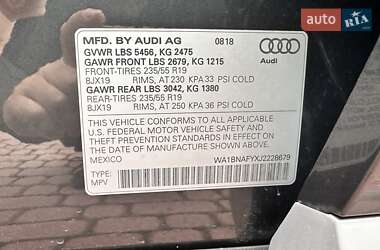 auto RIA.com
MFD. BY AUDI AG 0818
GVWR LBS 5456, KG 2475
GAWR FRONT LBS 2679, KG 1215
FRONT-TIRES 235/55 R19
8JX19 RIMS, AT 230 KPA 33 PSI COLD
GAWR REAR LBS 3042, KG 1380
REAR-TIRES 235/55 R19
8JX19 RIMS, AT 250 KPA 36 PSI COLD
Audi
THIS VEHICLE CONFORMS TO ALL APPLICABLE
U.S. FEDERAL MOTOR VEHICLE SAFETY BUMPER AND
THEFT PREVENTION STANDARDS IN EFFECT ON
THE DATE OF MANUFACTURE SHOWN ABOVE.
MEXICO WA1BNAFYXJ2228679
TYPE:
MPV